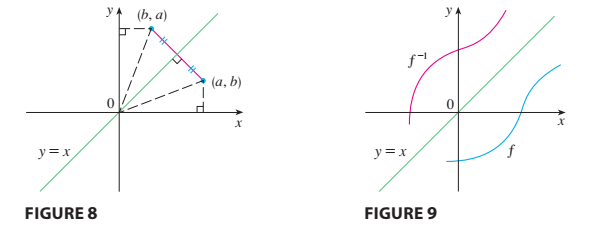 y
(b, a)
(a, b)
0
x
y = x
FIGURE 8
y
f⁻¹
0
x
y = x
f
FIGURE 9